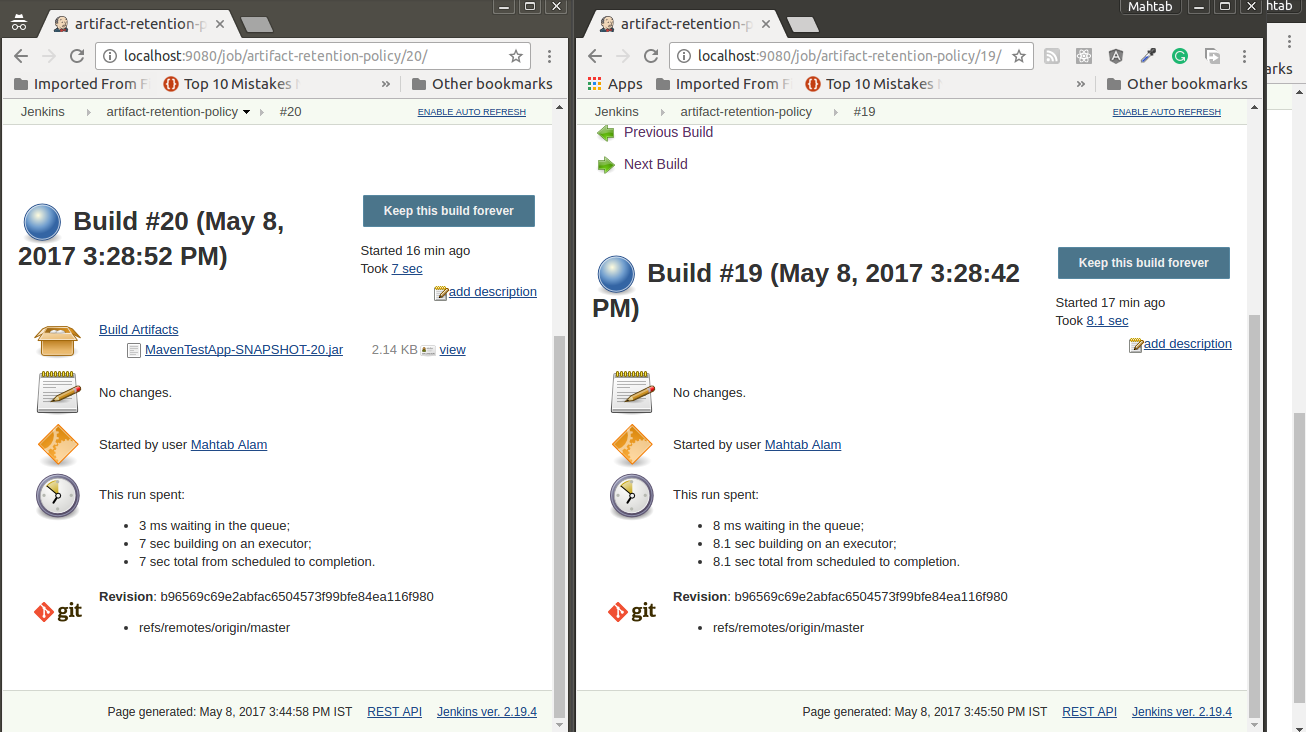 artifact-retention-p
localhost:9080/job/artifact-retention-policy/20/
Imported From F
Top 10 Mistakes
»
Other bookmarks
Jenkins
artifact-retention-policy
#20
ENABLE AUTO REFRESH
Build #20 (May 8,
2017 3:28:52 PM)
Keep this build forever
Started 16 min ago
Took 7 sec
add description
Build Artifacts
MavenTestApp-SNAPSHOT-20.jar 2.14 KB view
No changes.
Started by user Mahtab Alam
This run spent:
• 3 ms waiting in the queue;
• 7 sec building on an executor;
• 7 sec total from scheduled to completion.
git
Revision: b96569c69e2abfac6504573f99bfe84ea116f980
• refs/remotes/origin/master
Page generated: May 8, 2017 3:44:58 PM IST REST API Jenkins ver. 2.19.4
Mahtab
artifact-retention-p
localhost:9080/job/artifact-retention-policy/19/
Apps
Imported From F
Top 10 Mistakes
»
Other bookmarks
Jenkins
artifact-retention-policy
#19
ENABLE AUTO REFRESH
Previous Build
Next Build
Build #19 (May 8, 2017 3:28:42
PM)
Keep this build forever
Started 17 min ago
Took 8.1 sec
add description
No changes.
Started by user Mahtab Alam
This run spent:
• 8 ms waiting in the queue;
• 8.1 sec building on an executor;
• 8.1 sec total from scheduled to completion.
git
Revision: b96569c69e2abfac6504573f99bfe84ea116f980
• refs/remotes/origin/master
Page generated: May 8, 2017 3:45:50 PM IST REST API Jenkins ver. 2.19.4
htab
arks